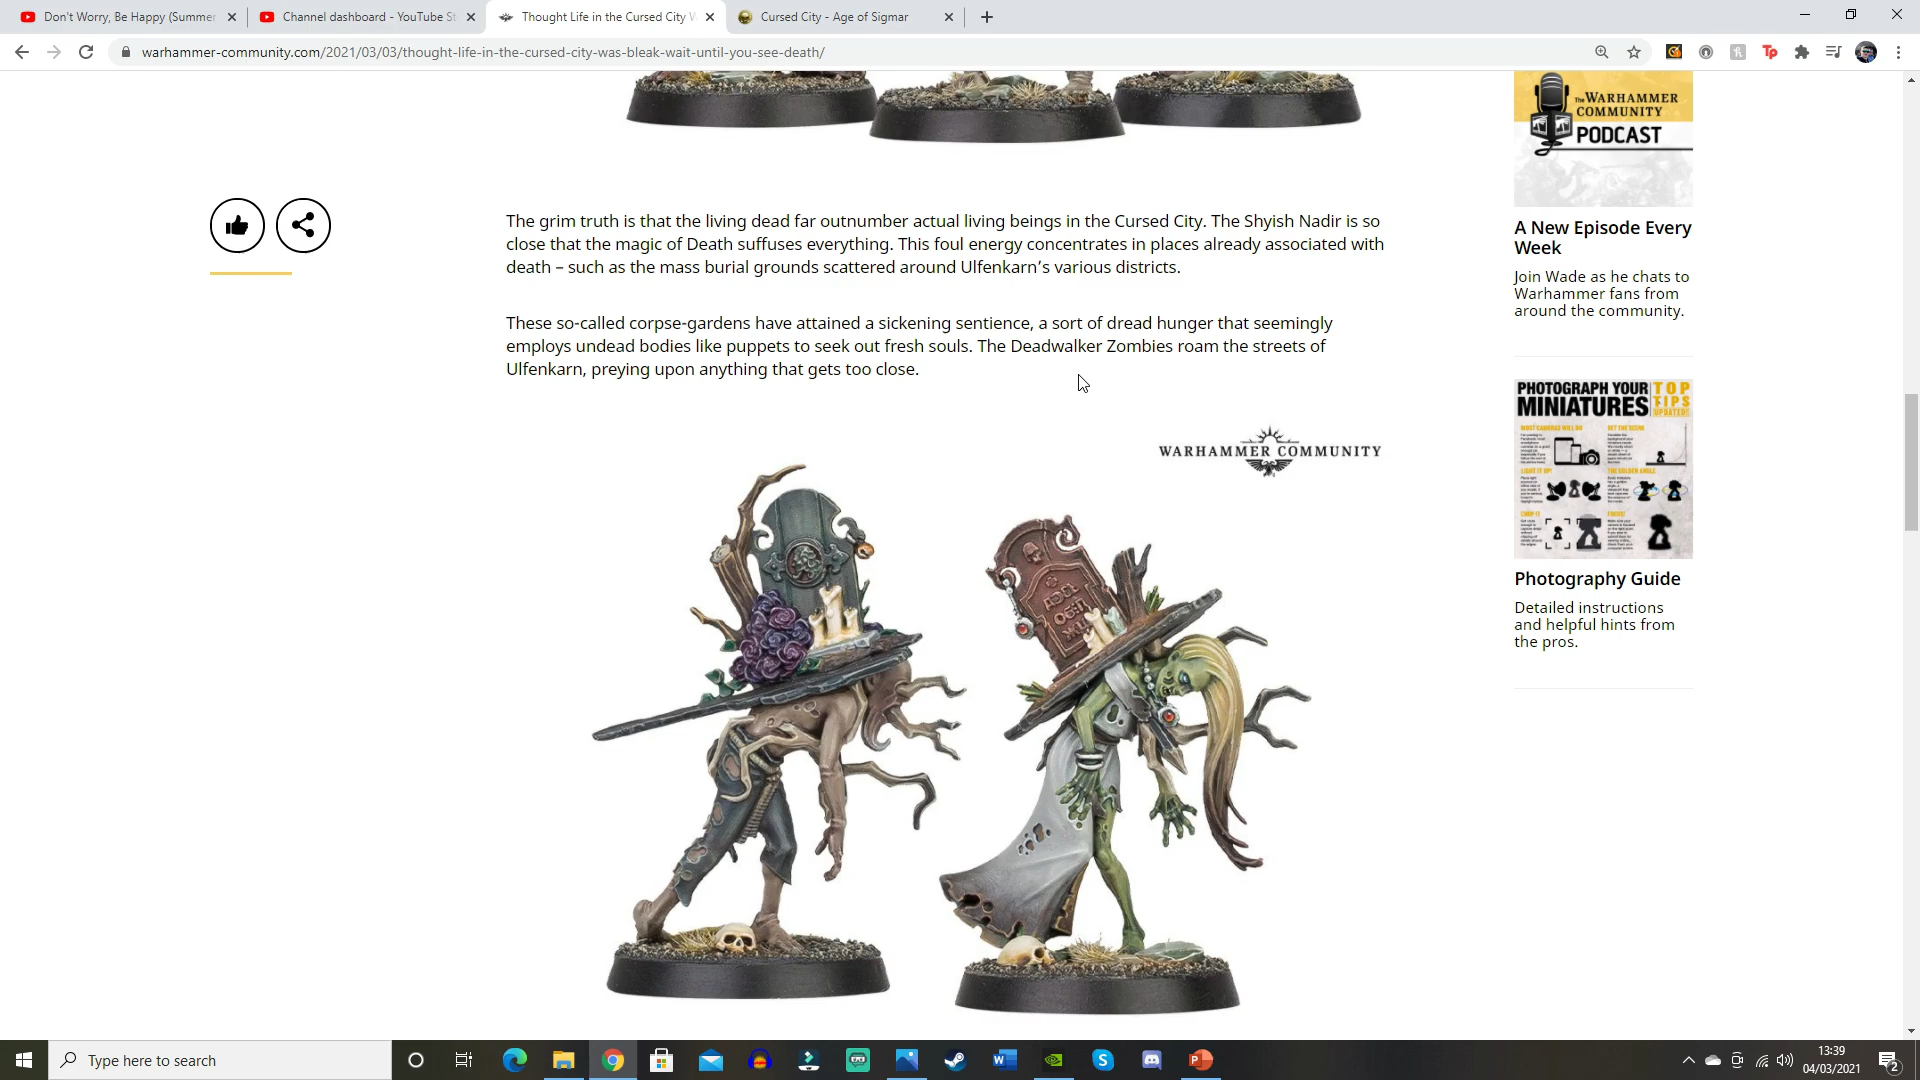 Don't Worry, Be Happy (Summer
Channel dashboard - YouTube St
Thought Life in the Cursed City W
Cursed City - Age of Sigmar
warhammer-community.com/2021/03/03/thought-life-in-the-cursed-city-was-bleak-wait-until-you-see-death/
The grim truth is that the living dead far outnumber actual living beings in the Cursed City. The Shyish Nadir is so
close that the magic of Death suffuses everything. This foul energy concentrates in places already associated with
death – such as the mass burial grounds scattered around Ulfenkarn's various districts.
These so-called corpse-gardens have attained a sickening sentience, a sort of dread hunger that seemingly
employs undead bodies like puppets to seek out fresh souls. The Deadwalker Zombies roam the streets of
Ulfenkarn, preying upon anything that gets too close.
WARHAMMER COMMUNITY
The WARHAMMER
COMMUNITY
PODCAST
A New Episode Every
Week
Join Wade as he chats to
Warhammer fans from
around the community.
PHOTOGRAPH YOUR
MINIATURES
TOP
TIPS
UPDATED!
Photography Guide
Detailed instructions
and helpful hints from
the pros.
Type here to search
13:39
04/03/2021
2